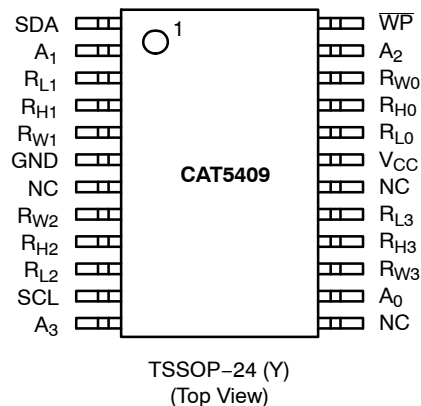 SDA 1 W̅P̅
A1 A2
RL1 RW0
RH1 RH0
RW1 RL0
GND VCC
NC CAT5409 NC
RW2 RL3
RH2 RH3
RL2 RW3
SCL A0
A3 NC
TSSOP−24 (Y)
(Top View)